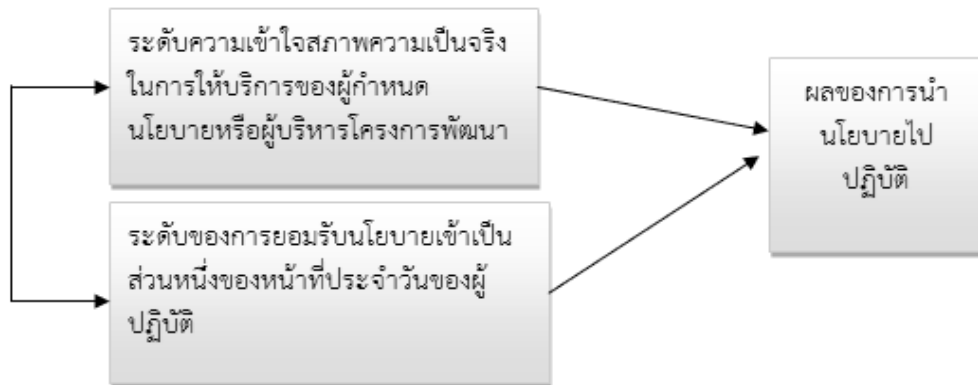 ระดับความเข้าใจสภาพความเป็นจริง
ในการให้บริการของผู้กำหนด
นโยบายหรือผู้บริหารโครงการพัฒนา
ผลของการนำ
นโยบายไป
ปฏิบัติ
ระดับของการยอมรับนโยบายเข้าเป็น
ส่วนหนึ่งของหน้าที่ประจำวันของผู้
ปฏิบัติ